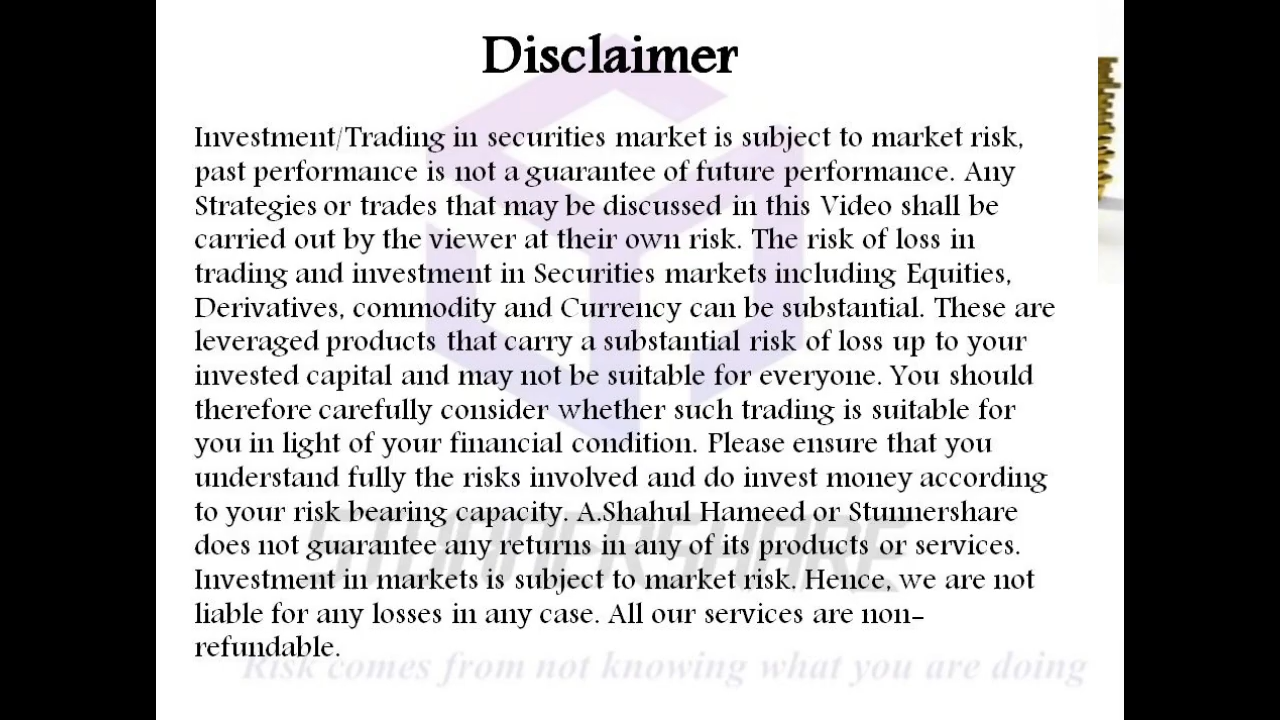 Disclaimer
Investment/Trading in securities market is subject to market risk,
past performance is not a guarantee of future performance. Any
Strategies or trades that may be discussed in this Video shall be
carried out by the viewer at their own risk. The risk of loss in
trading and investment in Securities markets including Equities,
Derivatives, commodity and Currency can be substantial. These are
leveraged products that carry a substantial risk of loss up to your
invested capital and may not be suitable for everyone. You should
therefore carefully consider whether such trading is suitable for
you in light of your financial condition. Please ensure that you
understand fully the risks involved and do invest money according
to your risk bearing capacity. A.Shahul Hameed or Stunnershare
does not guarantee any returns in any of its products or services.
Investment in markets is subject to market risk. Hence, we are not
liable for any losses in any case. All our services are non-
refundable.
STUNNERSHARE
Risk comes from not knowing what you are doing